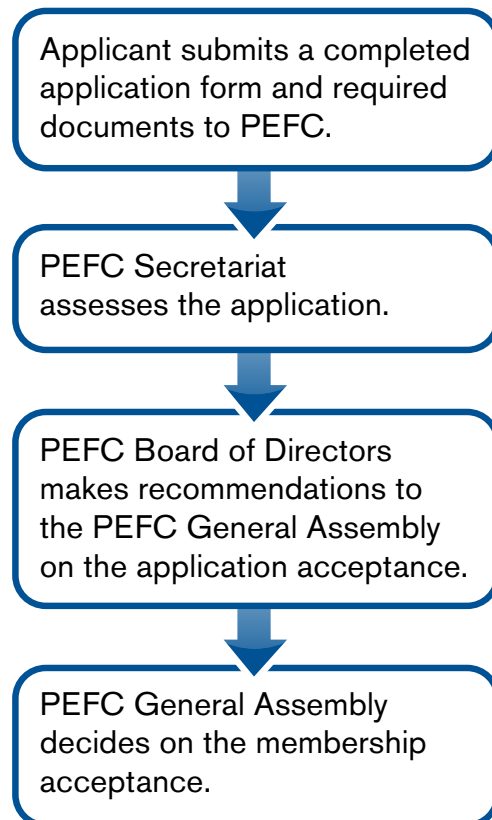 Applicant submits a completed
application form and required
documents to PEFC.
PEFC Secretariat
assesses the application.
PEFC Board of Directors
makes recommendations to
the PEFC General Assembly
on the application acceptance.
PEFC General Assembly
decides on the membership
acceptance.